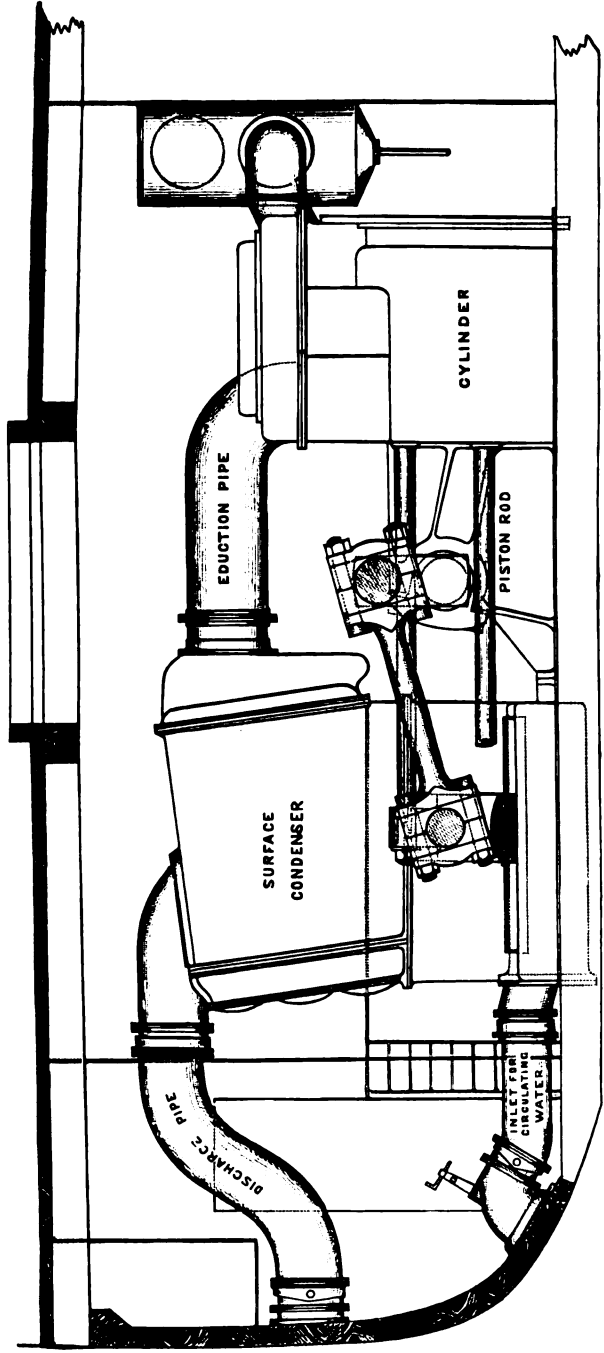 CYLINDER
EDUCTION PIPE
PISTON ROD
SURFACE
CONDENSER
INLET FOR
CIRCULATING
WATER
DISCHARGE PIPE